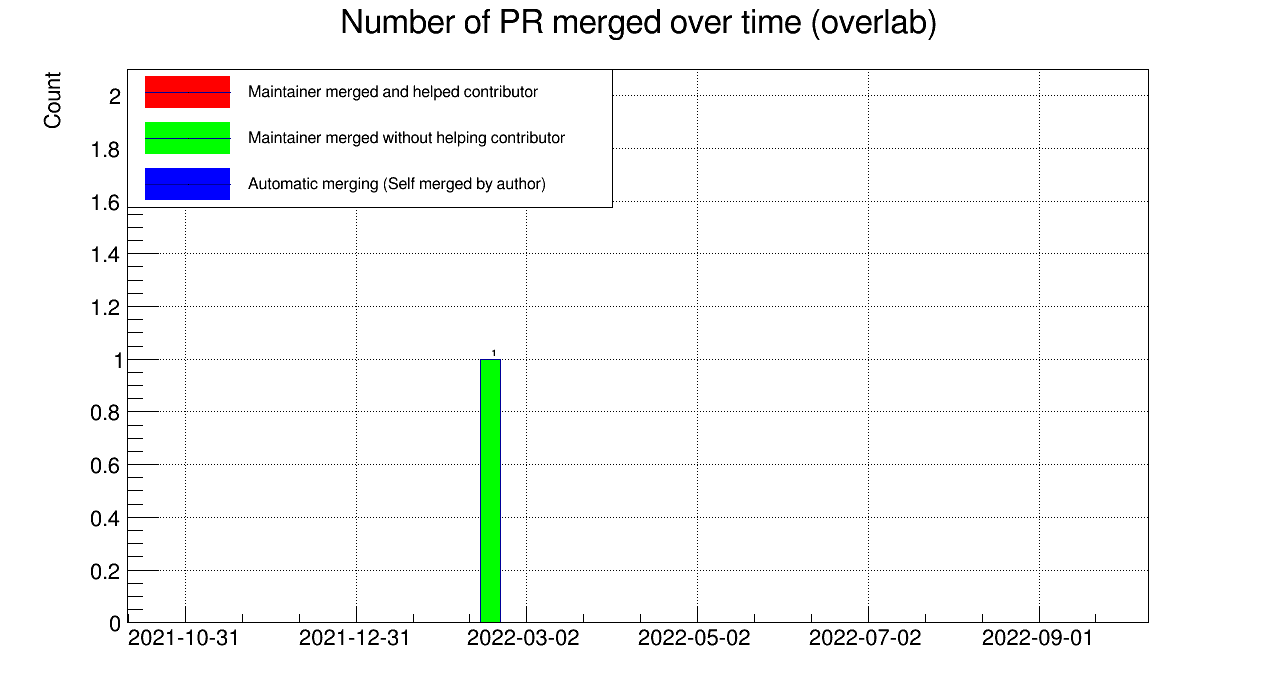 Number of PR merged over time (overlab)
Count
Maintainer merged and helped contributor
Maintainer merged without helping contributor
Automatic merging (Self merged by author)
2
1.8
1.6
1.4
1.2
1
0.8
0.6
0.4
0.2
0
1
2021-10-31 2021-12-31 2022-03-02 2022-05-02 2022-07-02 2022-09-01